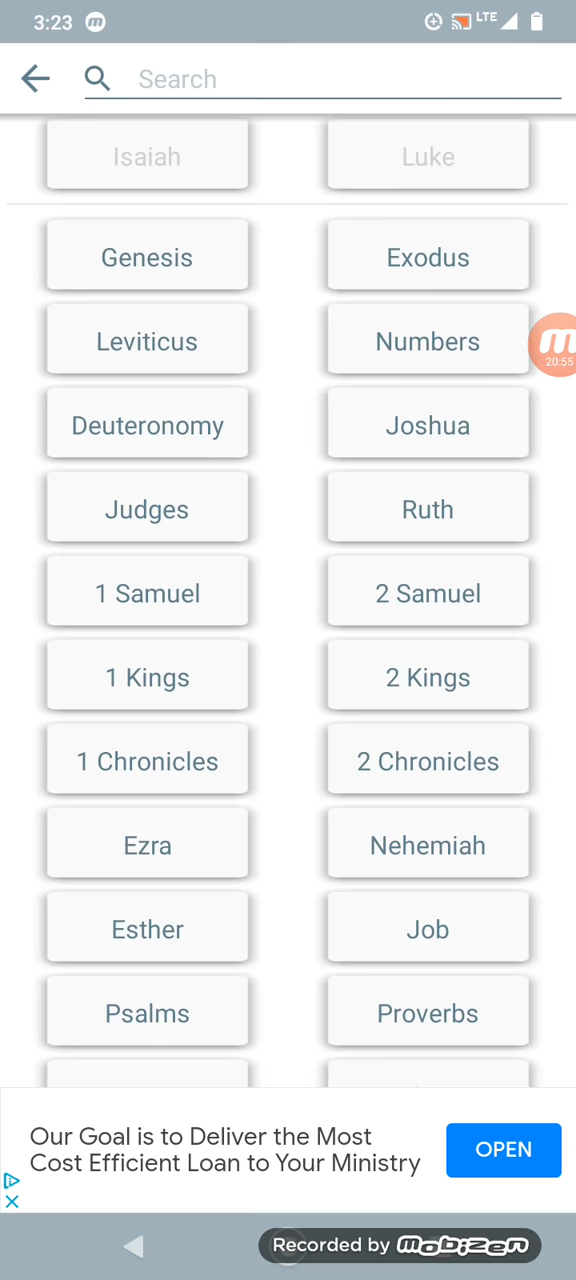 3:23 m LTE
Search
Isaiah Luke
Genesis Exodus
Leviticus Numbers
m
20:55
Deuteronomy Joshua
Judges Ruth
1 Samuel 2 Samuel
1 Kings 2 Kings
1 Chronicles 2 Chronicles
Ezra Nehemiah
Esther Job
Psalms Proverbs
Our Goal is to Deliver the Most
Cost Efficient Loan to Your Ministry
OPEN
Recorded by mobizen